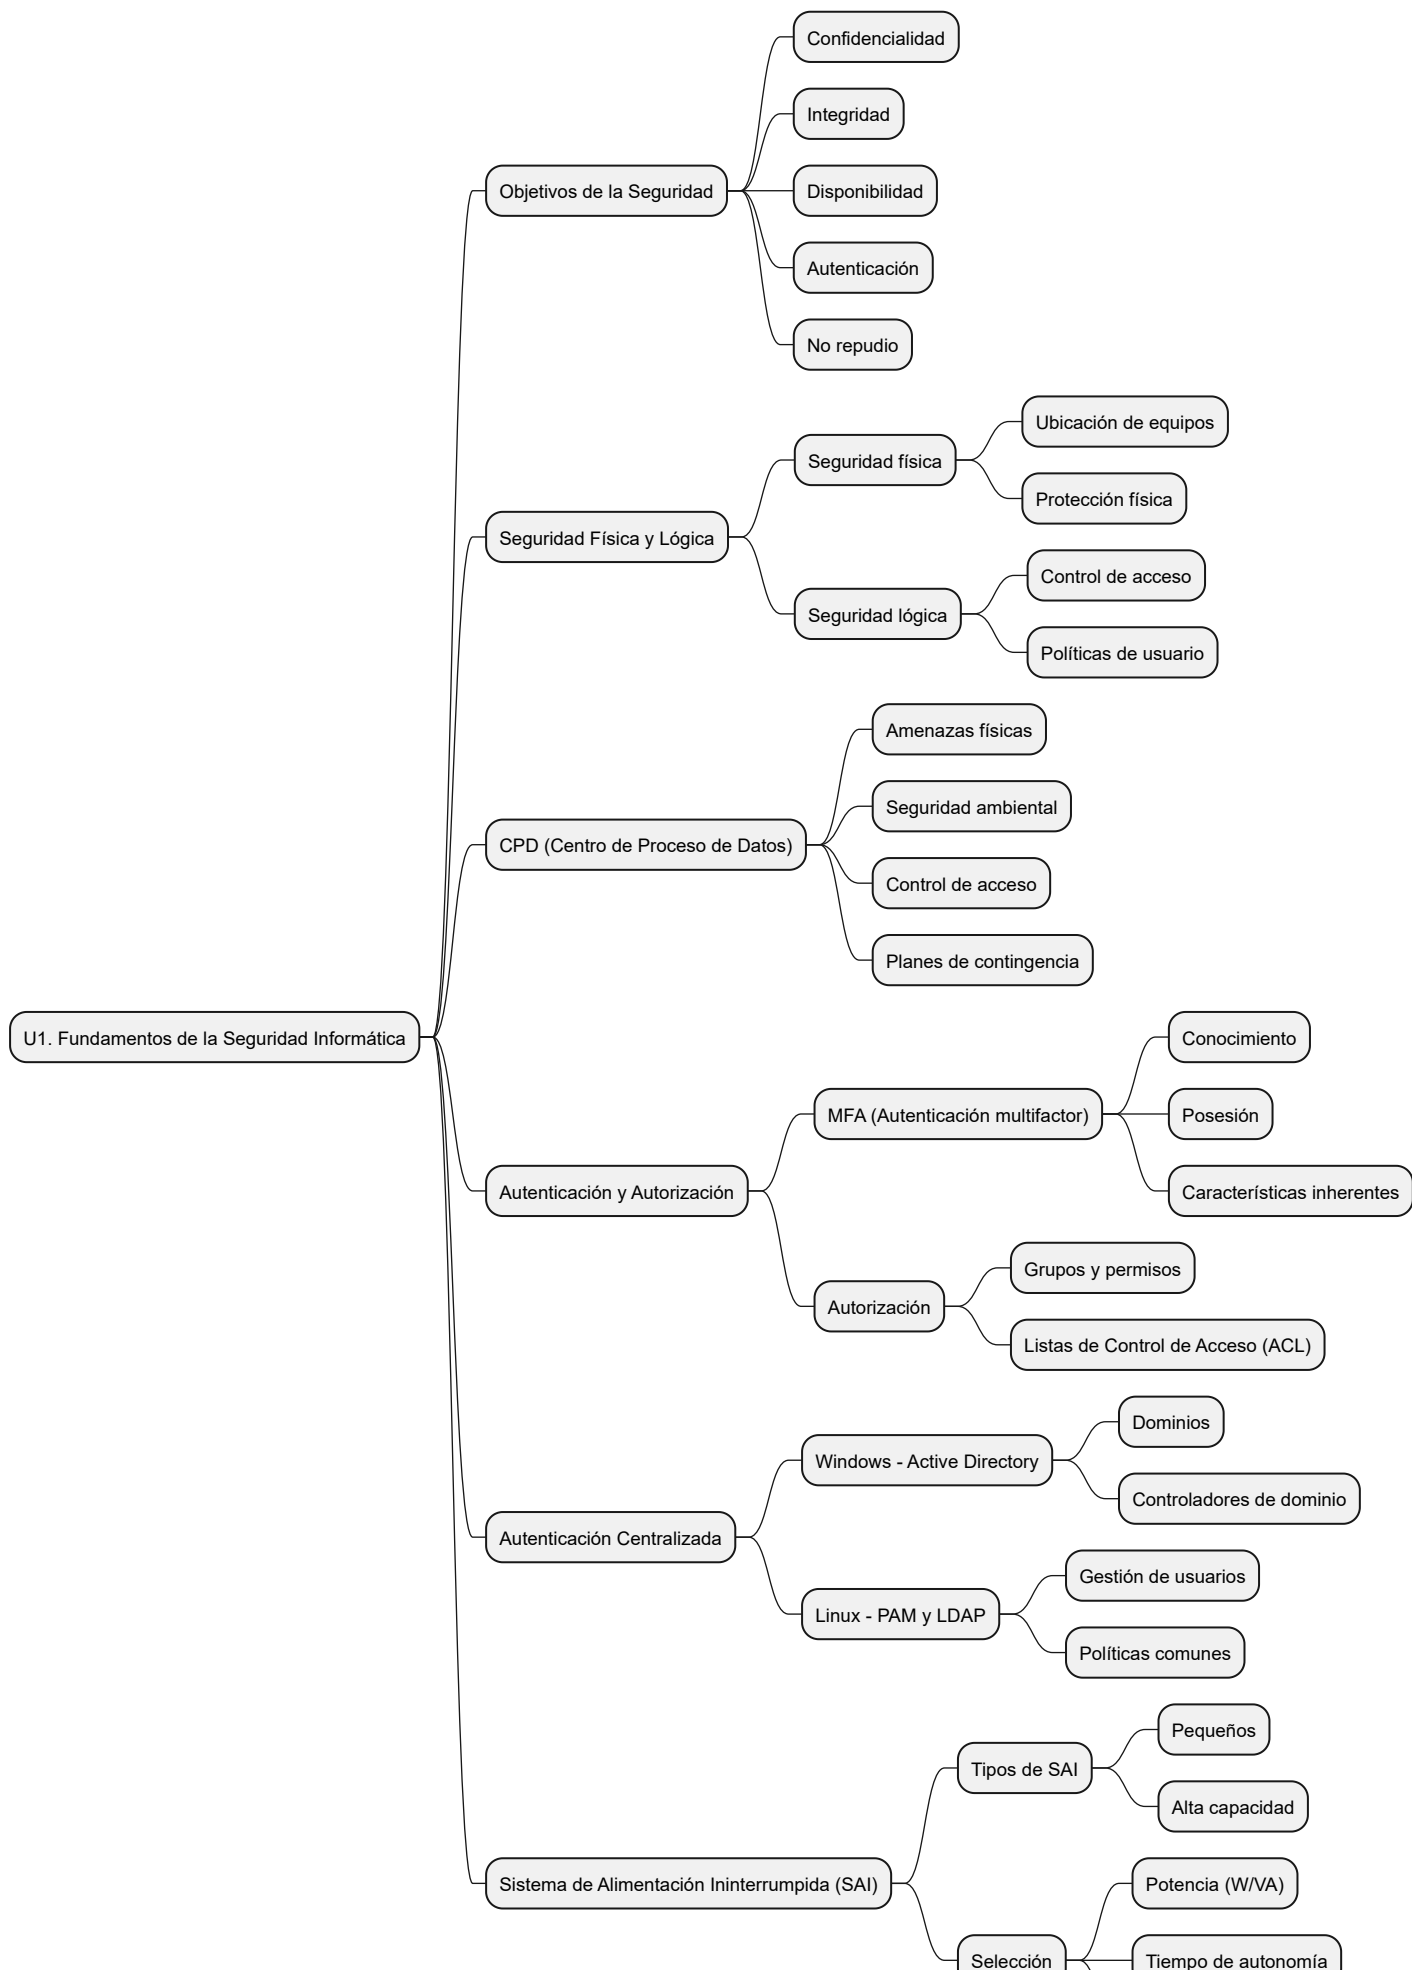 U1. Fundamentos de la Seguridad Informática
Objetivos de la Seguridad
Confidencialidad
Integridad
Disponibilidad
Autenticación
No repudio
Seguridad Física y Lógica
Seguridad física
Ubicación de equipos
Protección física
Seguridad lógica
Control de acceso
Políticas de usuario
CPD (Centro de Proceso de Datos)
Amenazas físicas
Seguridad ambiental
Control de acceso
Planes de contingencia
Autenticación y Autorización
MFA (Autenticación multifactor)
Conocimiento
Posesión
Características inherentes
Autorización
Grupos y permisos
Listas de Control de Acceso (ACL)
Autenticación Centralizada
Windows - Active Directory
Dominios
Controladores de dominio
Linux - PAM y LDAP
Gestión de usuarios
Políticas comunes
Sistema de Alimentación Ininterrumpida (SAI)
Tipos de SAI
Pequeños
Alta capacidad
Selección
Potencia (W/VA)
Tiempo de autonomía